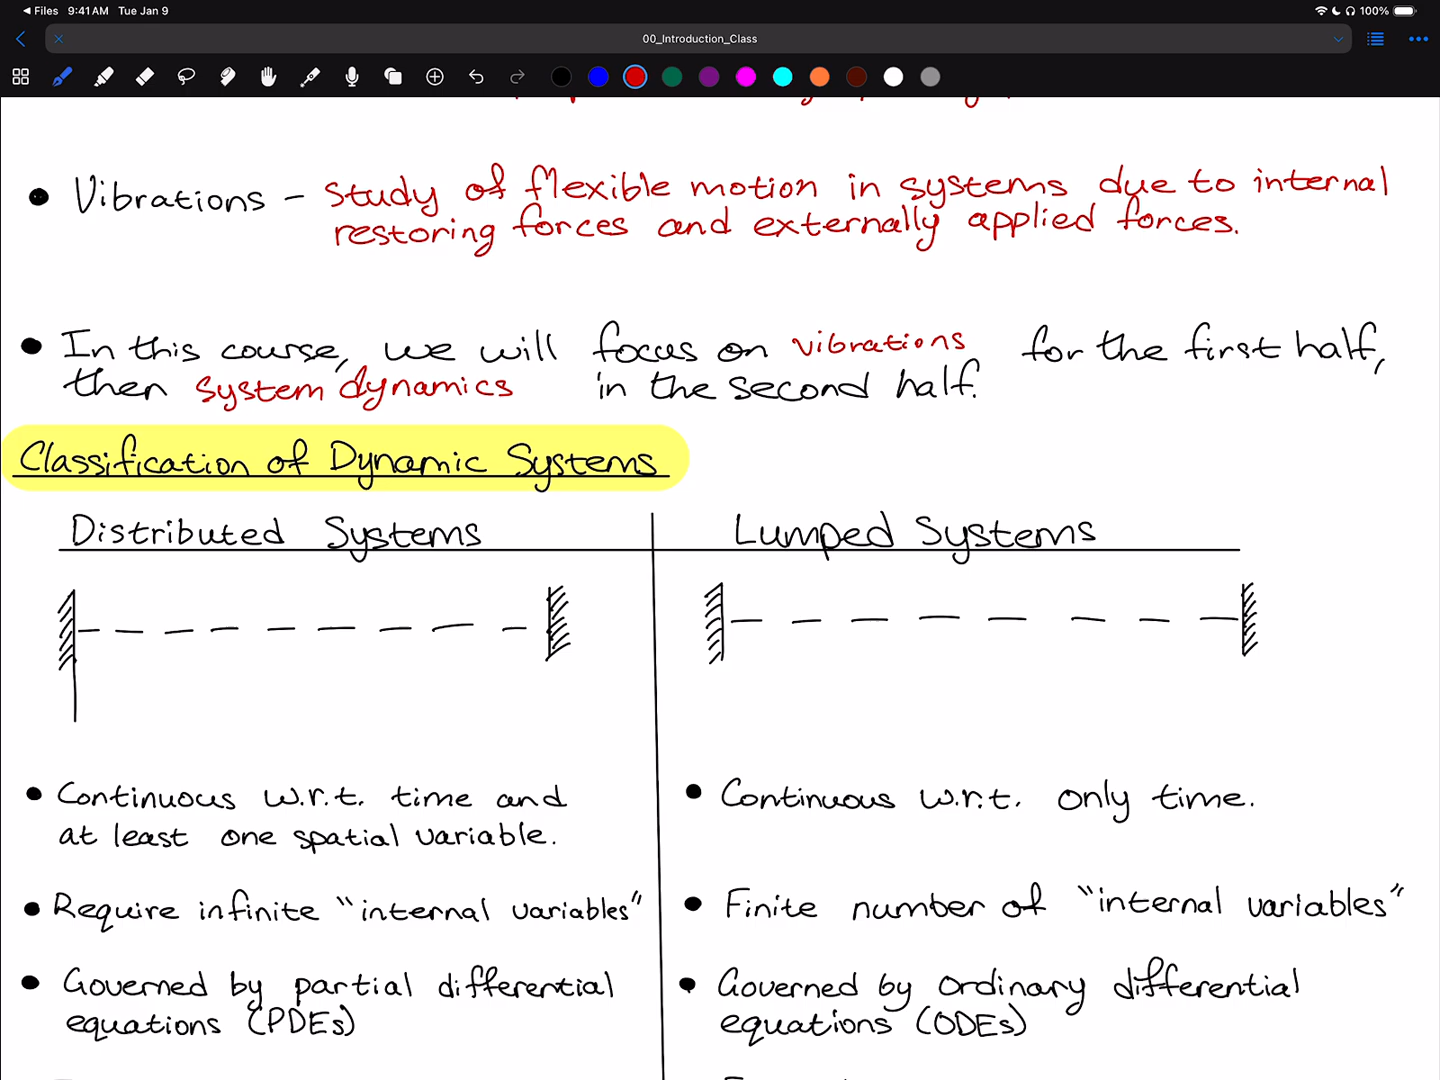 Files 9:41 AM Tue Jan 9 100%
00_Introduction_Class
Vibrations - study of flexible motion in systems due to internal
restoring forces and externally applied forces.
In this course, we will focus on vibrations for the first half,
then system dynamics in the second half.
Classification of Dynamic Systems
Distributed Systems
Lumped Systems
Continuous w.r.t. time and
at least one spatial variable.
Require infinite "internal variables"
Governed by partial differential
equations (PDEs)
Continuous w.r.t. only time.
Finite number of "internal variables"
Governed by ordinary differential
equations (ODEs)